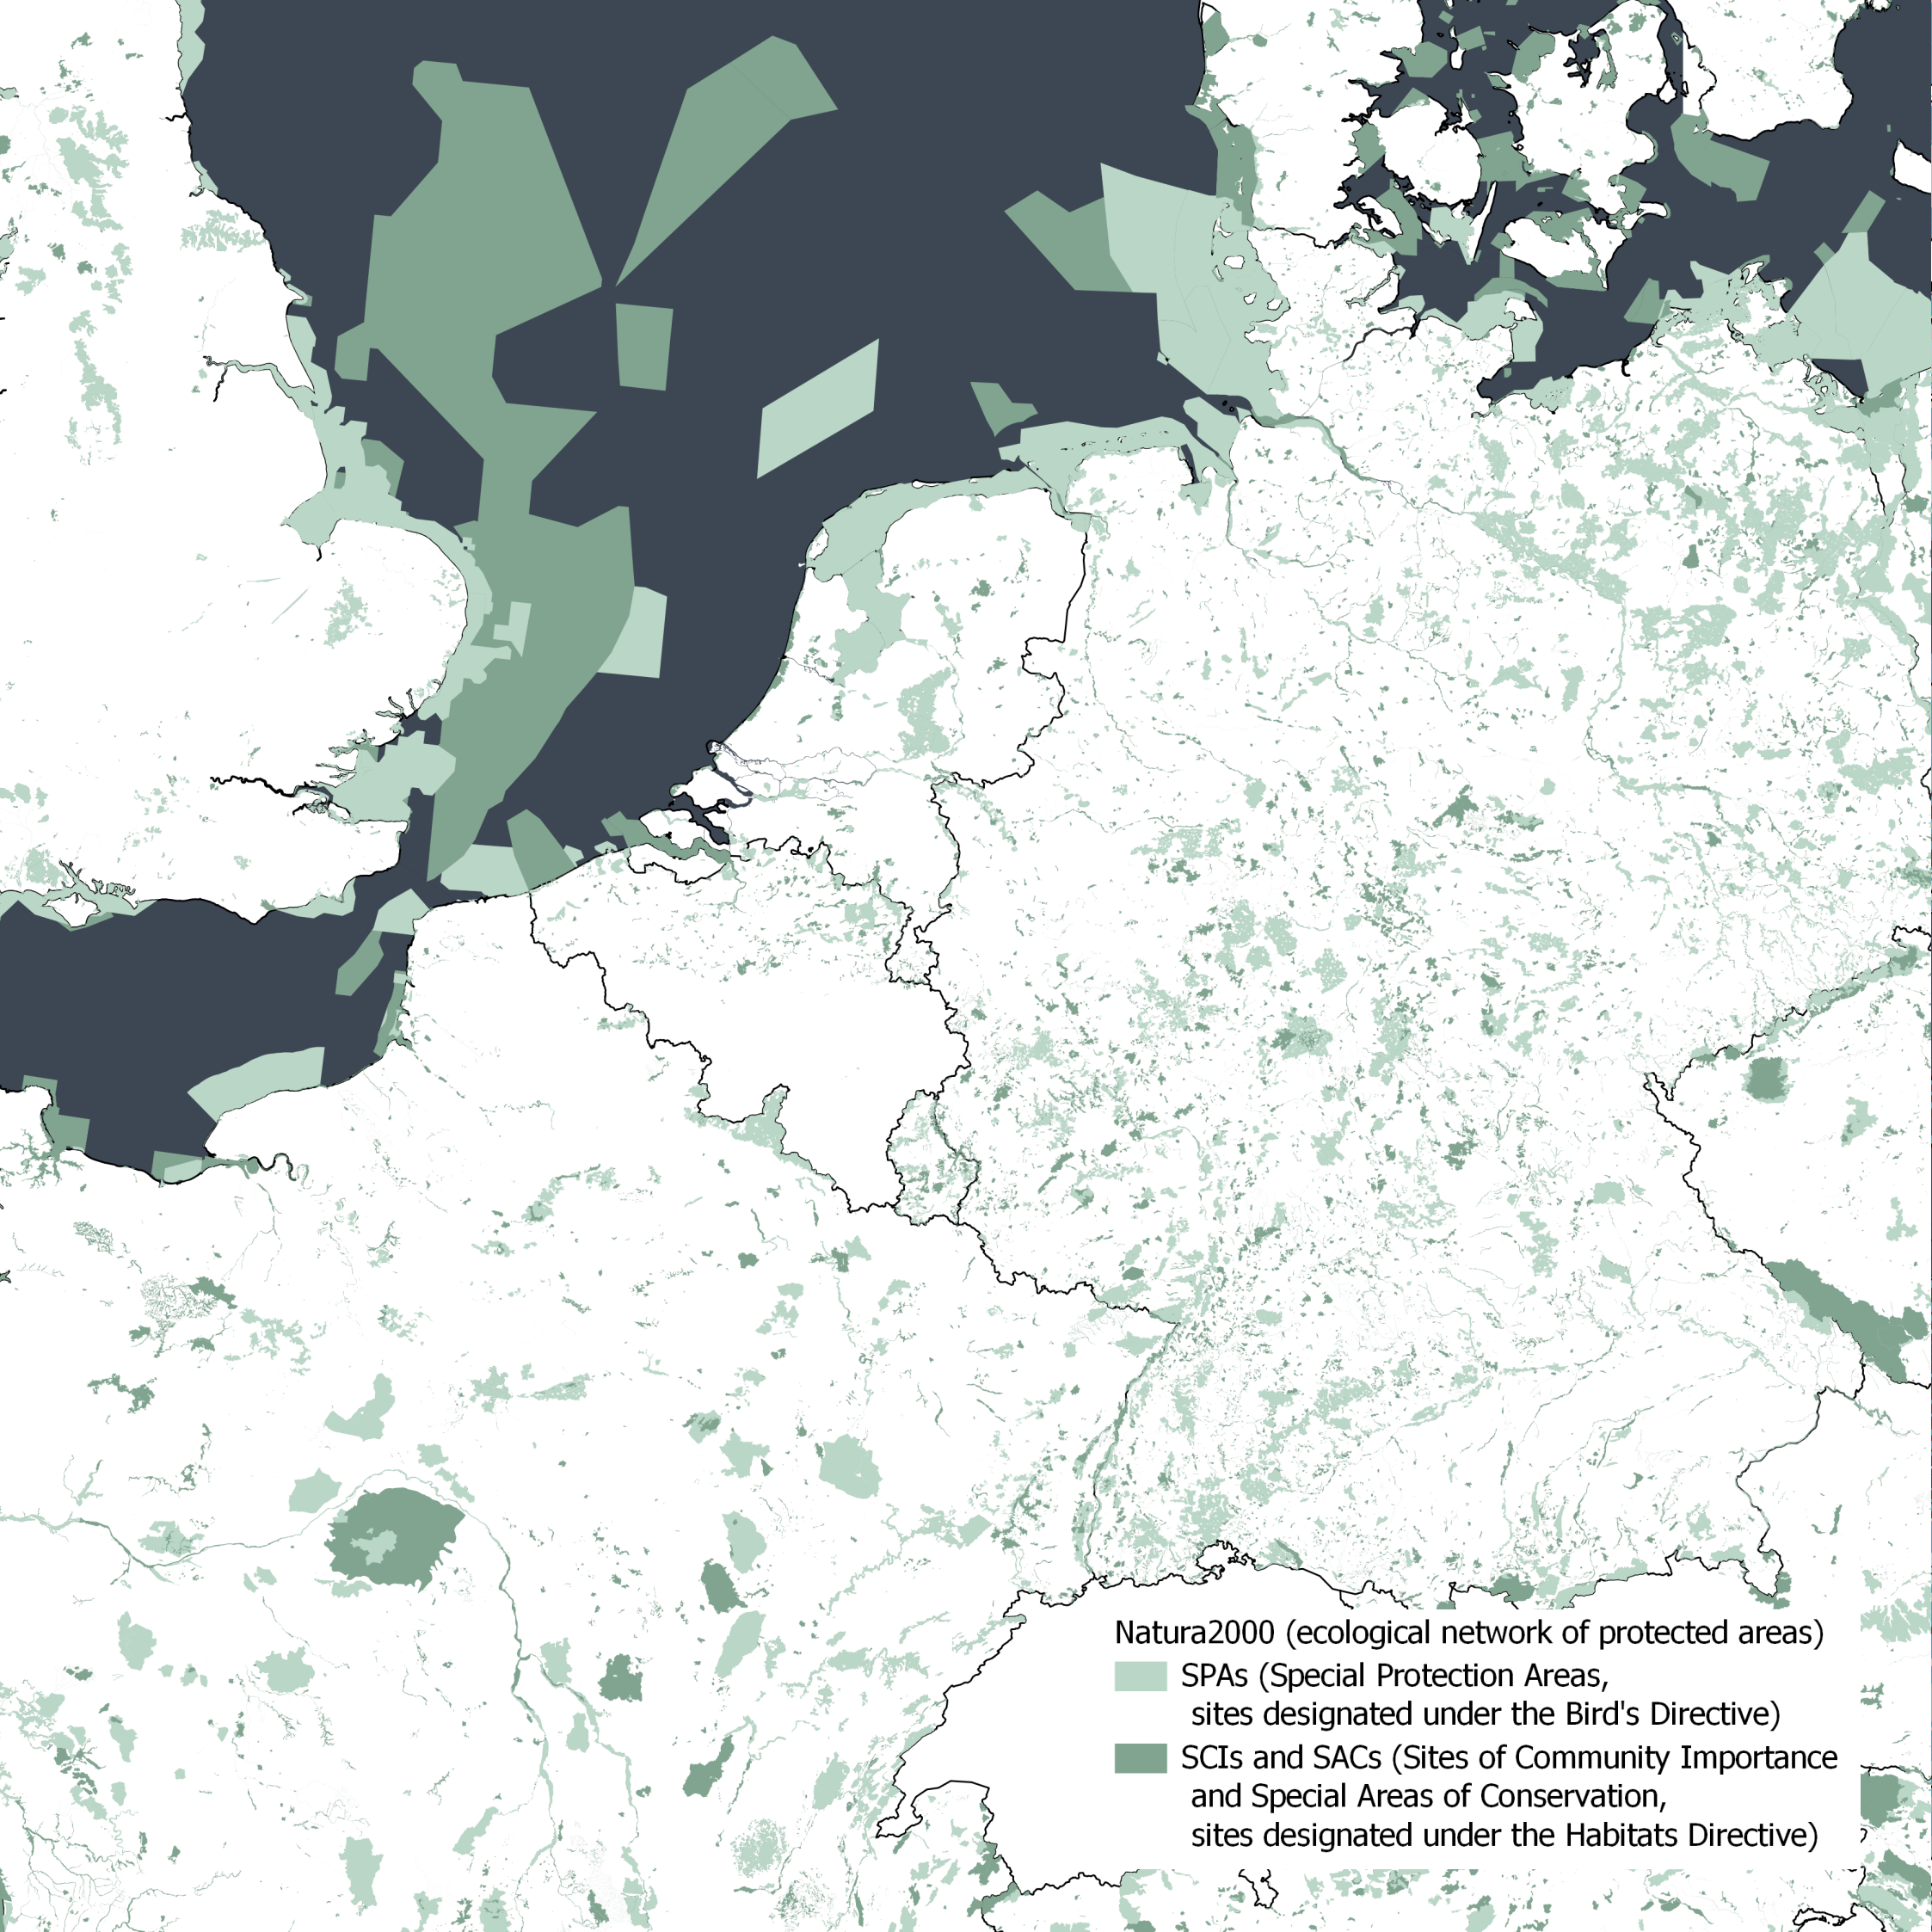 Natura2000 (ecological network of protected areas)
SPAs (Special Protection Areas,
sites designated under the Bird's Directive)
SCIs and SACs (Sites of Community Importance
and Special Areas of Conservation,
sites designated under the Habitats Directive)